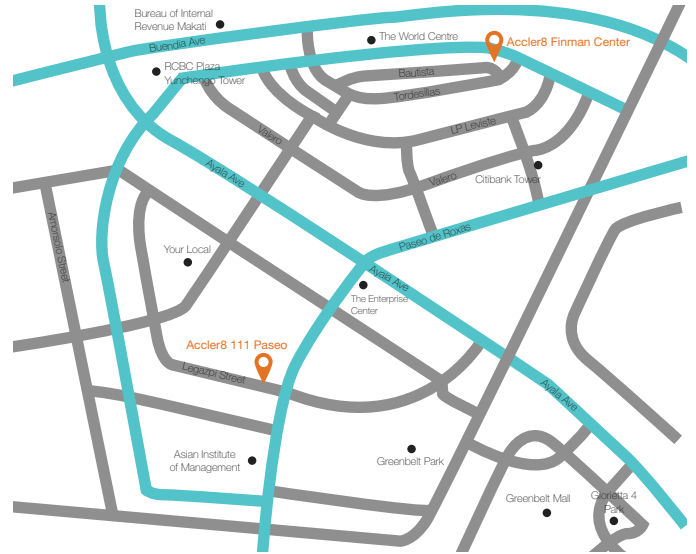 Bureau of Internal
Revenue Makati
Buendia Ave
The World Centre
Accler8 Finman Center
RCBC Plaza
Yunchengo Tower
Bautista
Tordesillas
Valero
LP Leviste
Valero
Citibank Tower
Ayala Ave
Amorsolo Street
Paseo de Roxas
Your Local
Ayala Ave
The Enterprise
Center
Accler8 111 Paseo
Legazpi Street
Ayala Ave
Asian Institute
of Management
Greenbelt Park
Greenbelt Mall
Glorietta 4
Park